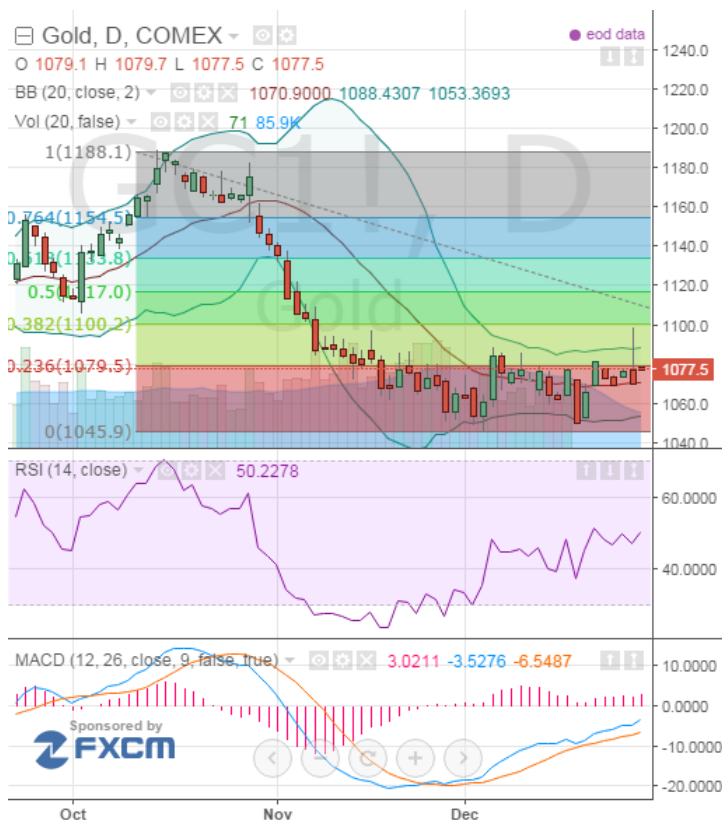 Gold, D, COMEX
eod data
O 1079.1 H 1079.7 L 1077.5 C 1077.5
BB (20, close, 2) 1070.9000 1088.4307 1053.3693
Vol (20, false) 71 85.9K
GC1!, D
Gold
1(1188.1)
0.764(1154.5)
0.618(1133.8)
0.5(1117.0)
0.382(1100.2)
0.236(1079.5)
0(1045.9)
1240.0
1220.0
1200.0
1180.0
1160.0
1140.0
1120.0
1100.0
1077.5
1060.0
1040.0
RSI (14, close) 50.2278
60.0000
40.0000
MACD (12, 26, close, 9, false, true) 3.0211 -3.5276 -6.5487
10.0000
0.0000
-10.0000
-20.0000
Sponsored by
FXCM
Oct Nov Dec